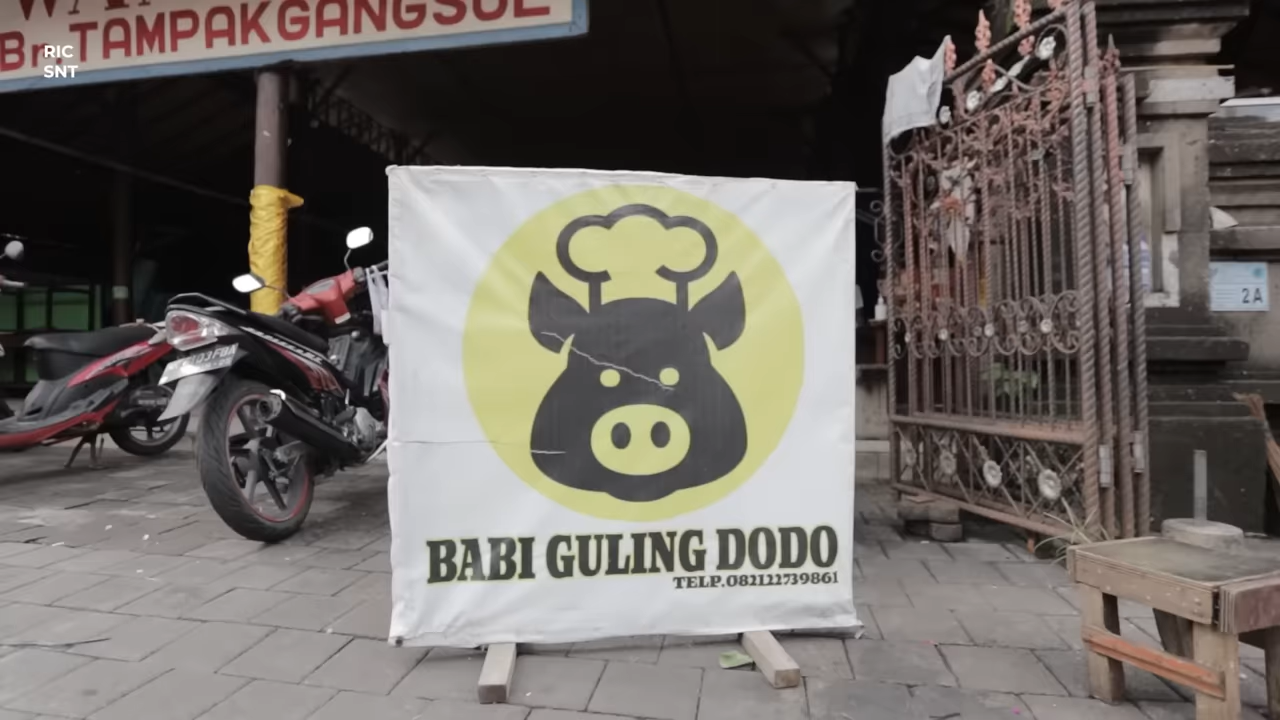 Br. TAMPAKGANGSUL
RIC
SNT
BABI GULING DODO
TELP.082122739861
2A